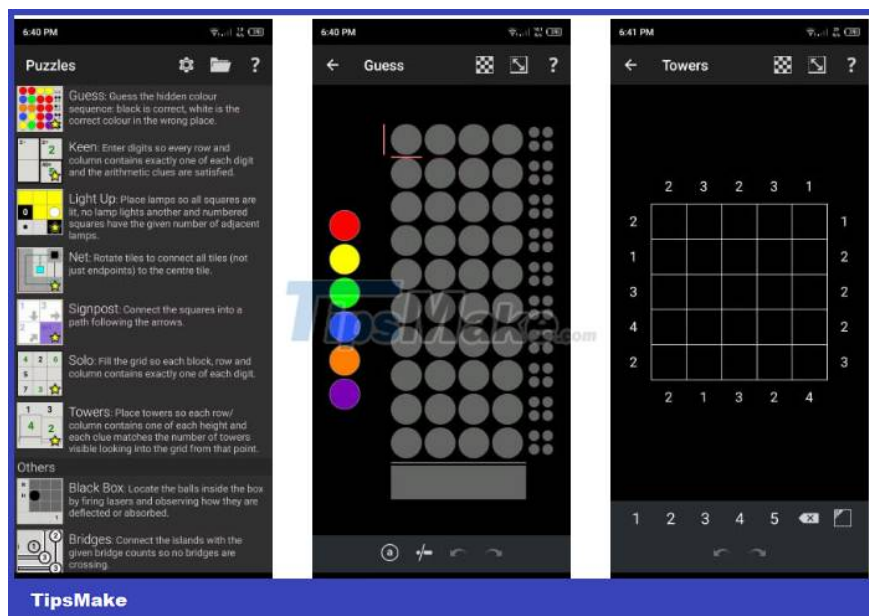 6:40 PM
Puzzles
?
Guess: Guess the hidden colour
sequence: black is correct, white is the
correct colour in the wrong place.
Keen: Enter digits so every row and
column contains exactly one of each digit
and the arithmetic clues are satisfied.
Light Up: Place lamps so all squares are
lit, no lamp lights another and numbered
squares have the given number of adjacent
lamps.
Net: Rotate tiles to connect all tiles (not
just endpoints) to the centre tile.
Signpost: Connect the squares into a
path following the arrows.
Solo: Fill the grid so each block, row and
column contains exactly one of each digit.
Towers: Place towers so each row/
column contains one of each height and
each clue matches the number of towers
visible looking into the grid from that point.
Others
Black Box: Locate the balls inside the box
by firing lasers and observing how they are
deflected or absorbed.
Bridges: Connect the islands with the
given bridge counts so no bridges are
crossing.
6:40 PM
Guess
?
a
+/-
6:41 PM
Towers
?
2 3 2 3 1
2 1
1 2
3 2
4 2
2 3
2 1 3 2 4
1 2 3 4 5
TipsMake.com
TipsMake